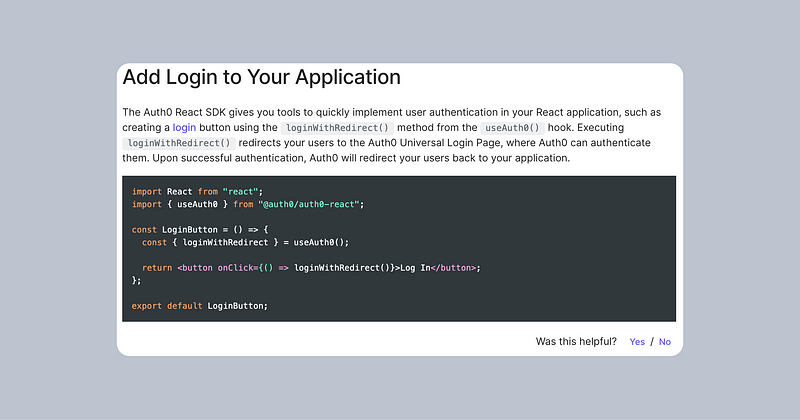 Add Login to Your Application
The Auth0 React SDK gives you tools to quickly implement user authentication in your React application, such as
creating a login button using the loginWithRedirect() method from the useAuth0() hook. Executing
loginWithRedirect() redirects your users to the Auth0 Universal Login Page, where Auth0 can authenticate
them. Upon successful authentication, Auth0 will redirect your users back to your application.
import React from "react";
import { useAuth0 } from "@auth0/auth0-react";
const LoginButton = () => {
  const { loginWithRedirect } = useAuth0();
  return <button onClick={() => loginWithRedirect()}>Log In</button>;
};
export default LoginButton;
Was this helpful? Yes / No